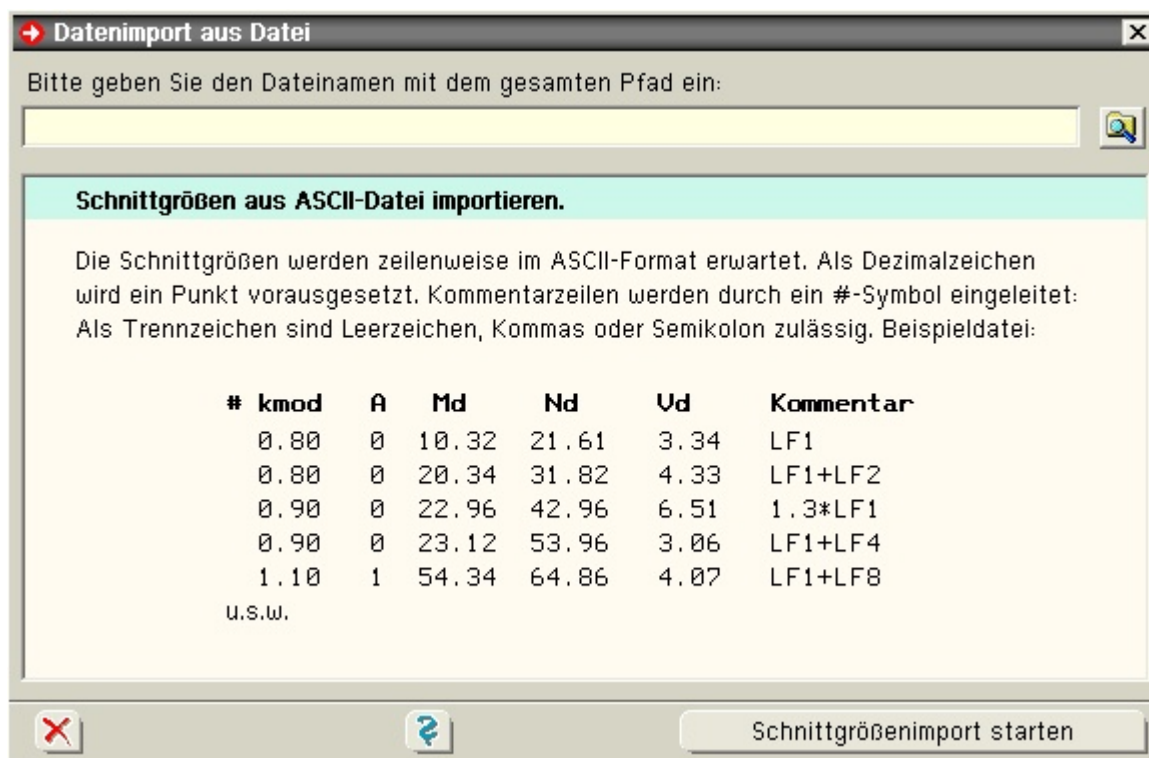 Datenimport aus Datei
Bitte geben Sie den Dateinamen mit dem gesamten Pfad ein:
Schnittgrößen aus ASCII-Datei importieren.
Die Schnittgrößen werden zeilenweise im ASCII-Format erwartet. Als Dezimalzeichen
wird ein Punkt vorausgesetzt. Kommentarzeilen werden durch ein #-Symbol eingeleitet:
Als Trennzeichen sind Leerzeichen, Kommas oder Semikolon zulässig. Beispieldatei:
# kmod A Md Nd Vd Kommentar
0.80 0 10.32 21.61 3.34 LF1
0.80 0 20.34 31.82 4.33 LF1+LF2
0.90 0 22.96 42.96 6.51 1.3*LF1
0.90 0 23.12 53.96 3.06 LF1+LF4
1.10 1 54.34 64.86 4.07 LF1+LF8
u.s.w.
Schnittgrößenimport starten